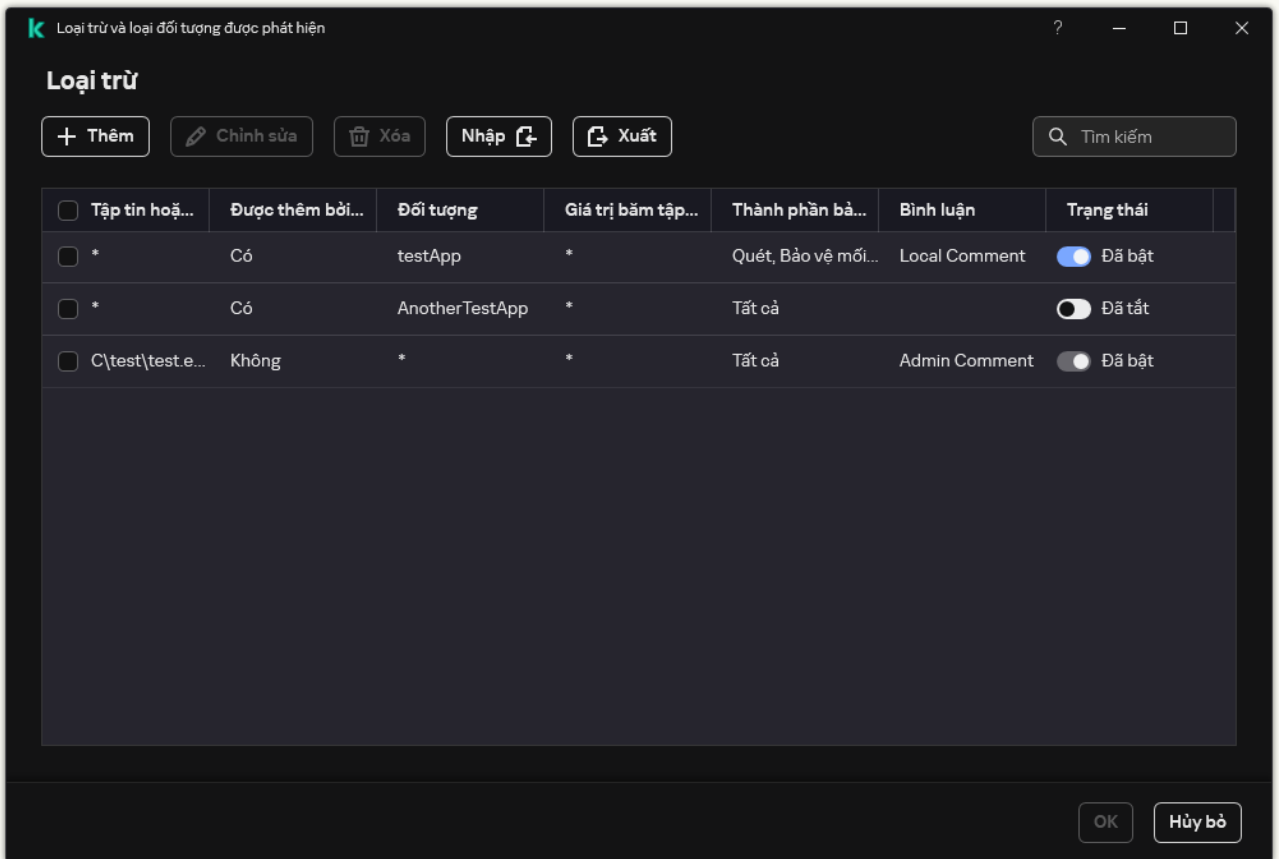 Loại trừ và loại đối tượng được phát hiện
Loại trừ
Thêm Chỉnh sửa Xóa Nhập Xuất Tìm kiếm
Tập tin hoặ... Được thêm bởi... Đối tượng Giá trị băm tập... Thành phần bả... Bình luận Trạng thái
* Có testApp * Quét, Bảo vệ mối... Local Comment Đã bật
* Có AnotherTestApp * Tất cả Đã tắt
C\test\test.e... Không * * Tất cả Admin Comment Đã bật
OK Hủy bỏ